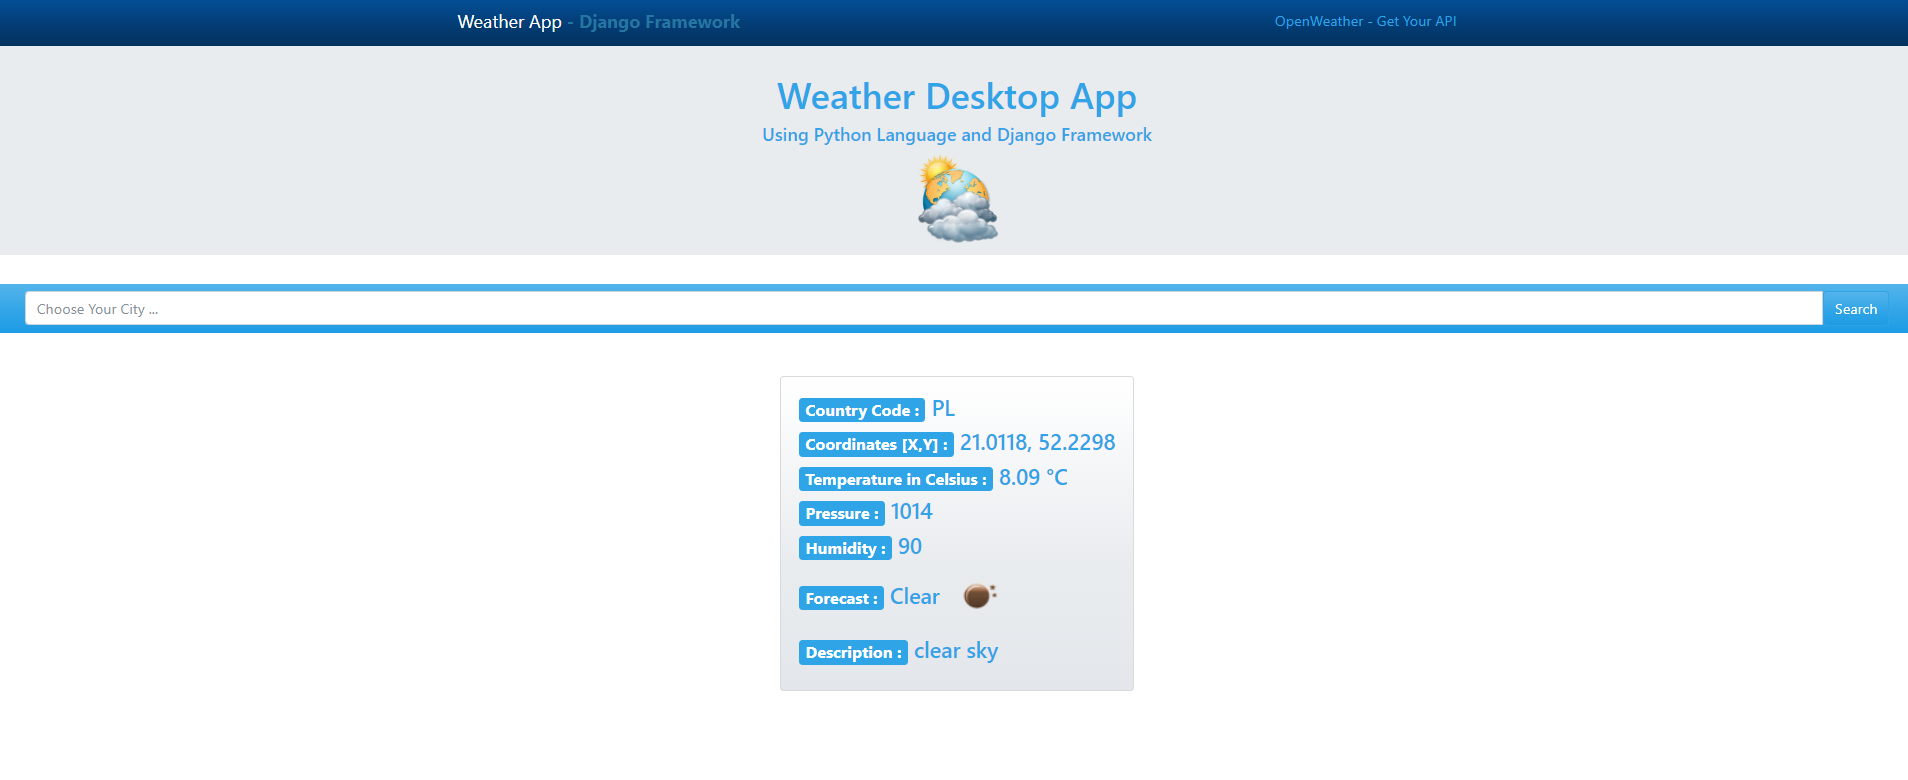 Weather App - Django Framework
OpenWeather - Get Your API
Weather Desktop App
Using Python Language and Django Framework
Choose Your City ...
Search
Country Code : PL
Coordinates [X,Y] : 21.0118, 52.2298
Temperature in Celsius : 8.09 °C
Pressure : 1014
Humidity : 90
Forecast : Clear
Description : clear sky